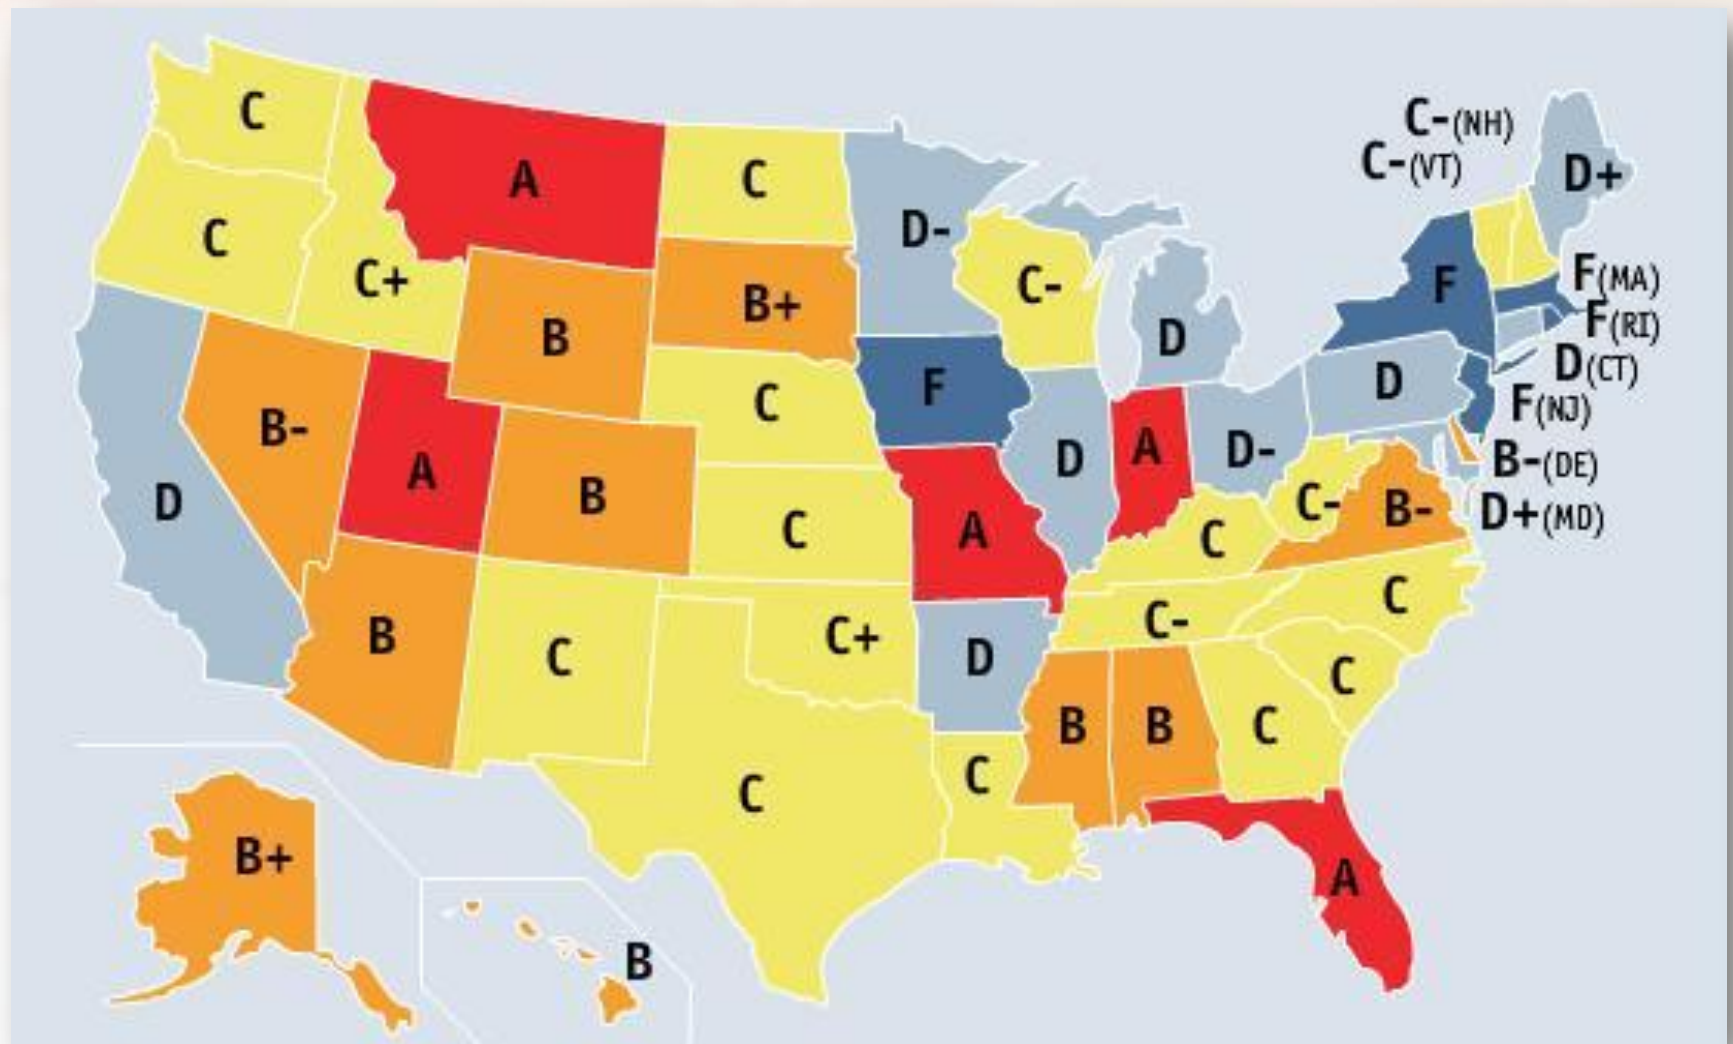 C-(NH)
C
C-(VT)
A
C
D+
D-
C
C+
C-
F
F(MA)
B+
F(RI)
B
D
D(CT)
F
D
C
F(NJ)
B-
A
D-
B-(DE)
A
D
D
B
C-
B-
D+(MD)
C
A
C
C
C-
B
C+
C
D
C
B
B
C
C
C
A
B+
B